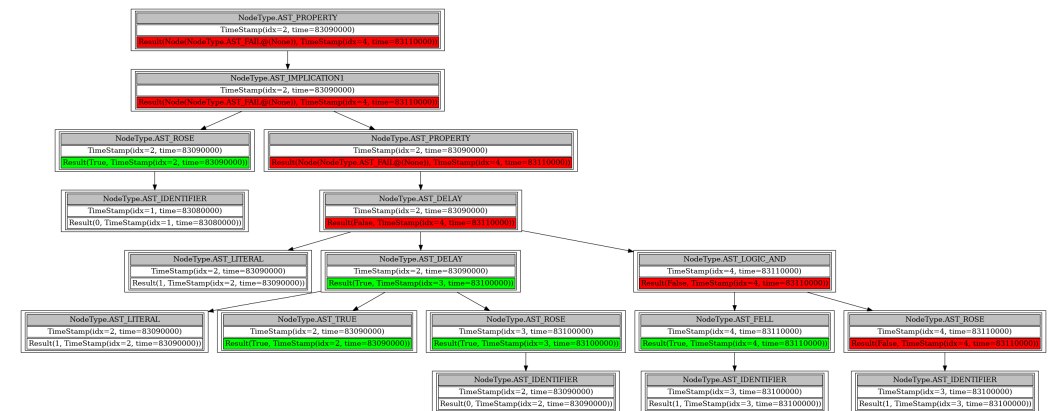 NodeType.AST_PROPERTY
TimeStamp(idx=2, time=83090000)
Result(Node(NodeType.AST_FAIL@(None)), TimeStamp(idx=4, time=83110000))
NodeType.AST_IMPLICATION1
TimeStamp(idx=2, time=83090000)
Result(Node(NodeType.AST_FAIL@(None)), TimeStamp(idx=4, time=83110000))
NodeType.AST_ROSE
TimeStamp(idx=2, time=83090000)
Result(True, TimeStamp(idx=2, time=83090000))
NodeType.AST_PROPERTY
TimeStamp(idx=2, time=83090000)
Result(Node(NodeType.AST_FAIL@(None)), TimeStamp(idx=4, time=83110000))
NodeType.AST_IDENTIFIER
TimeStamp(idx=1, time=83080000)
Result(0, TimeStamp(idx=1, time=83080000))
NodeType.AST_DELAY
TimeStamp(idx=2, time=83090000)
Result(False, TimeStamp(idx=4, time=83110000))
NodeType.AST_LITERAL
TimeStamp(idx=2, time=83090000)
Result(1, TimeStamp(idx=2, time=83090000))
NodeType.AST_DELAY
TimeStamp(idx=2, time=83090000)
Result(True, TimeStamp(idx=3, time=83100000))
NodeType.AST_LOGIC_AND
TimeStamp(idx=4, time=83110000)
Result(False, TimeStamp(idx=4, time=83110000))
NodeType.AST_LITERAL
TimeStamp(idx=2, time=83090000)
Result(1, TimeStamp(idx=2, time=83090000))
NodeType.AST_TRUE
TimeStamp(idx=2, time=83090000)
Result(True, TimeStamp(idx=2, time=83090000))
NodeType.AST_ROSE
TimeStamp(idx=3, time=83100000)
Result(True, TimeStamp(idx=3, time=83100000))
NodeType.AST_FELL
TimeStamp(idx=4, time=83110000)
Result(True, TimeStamp(idx=4, time=83110000))
NodeType.AST_ROSE
TimeStamp(idx=4, time=83110000)
Result(False, TimeStamp(idx=4, time=83110000))
NodeType.AST_IDENTIFIER
TimeStamp(idx=2, time=83090000)
Result(0, TimeStamp(idx=2, time=83090000))
NodeType.AST_IDENTIFIER
TimeStamp(idx=3, time=83100000)
Result(1, TimeStamp(idx=3, time=83100000))
NodeType.AST_IDENTIFIER
TimeStamp(idx=3, time=83100000)
Result(1, TimeStamp(idx=3, time=83100000))